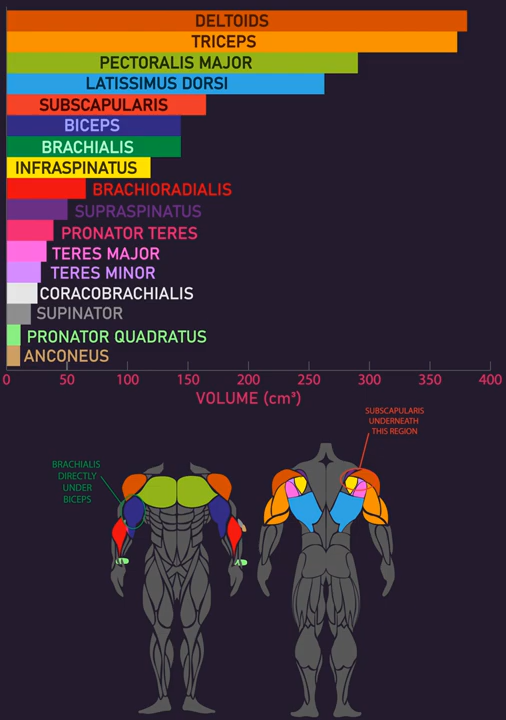 DELTOIDS
TRICEPS
PECTORALIS MAJOR
LATISSIMUS DORSI
SUBSCAPULARIS
BICEPS
BRACHIALIS
INFRASPINATUS
BRACHIORADIALIS
SUPRASPINATUS
PRONATOR TERES
TERES MAJOR
TERES MINOR
CORACOBRACHIALIS
SUPINATOR
PRONATOR QUADRATUS
ANCONEUS
0 50 100 150 200 250 300 350 400
VOLUME (cm³)
SUBSCAPULARIS
UNDERNEATH
THIS REGION
BRACHIALIS
DIRECTLY
UNDER
BICEPS